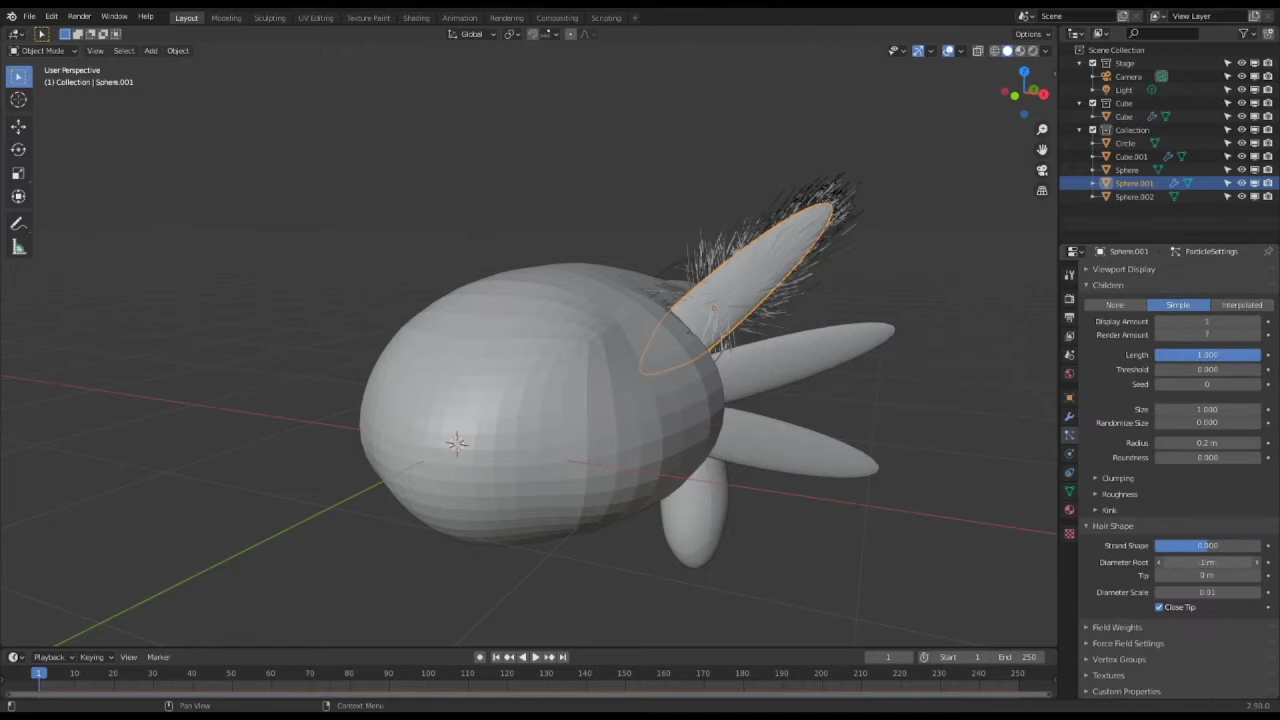 File Edit Render Window Help Layout Modeling Sculpting UV Editing Texture Paint Shading Animation Rendering Compositing Scripting + Scene View Layer
Global Options
Object Mode View Select Add Object
User Perspective
(1) Collection | Sphere.001
Z
Scene Collection
Stage
Camera
Light
Cube
Cube
Collection
Circle
Cube.001
Sphere
Sphere.001
Sphere.002
Sphere.001 ParticleSettings
Viewport Display
Children
None Simple Interpolated
Display Amount 1
Render Amount 7
Length 1.000
Threshold 0.000
Seed 0
Size 1.000
Randomize Size 0.000
Radius 0.2 m
Roundness 0.000
Clumping
Roughness
Kink
Hair Shape
Strand Shape 0.000
Diameter Root 1 m
Tip 0 m
Diameter Scale 0.01
Close Tip
Field Weights
Force Field Settings
Vertex Groups
Textures
Custom Properties
Playback Keying View Marker 1 Start 1 End 250
1 10 20 30 40 50 60 70 80 90 100 110 120 130 140 150 160 170 180 190 200 210 220 230 240 250
Pan View Context Menu 2.90.0